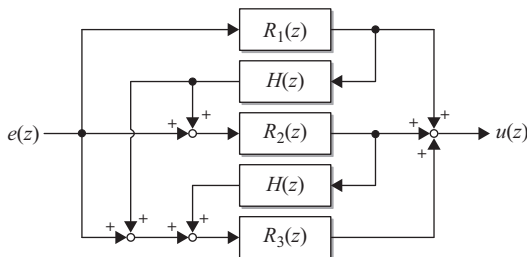 R1(z)
H(z)
+ + +
e(z) + R2(z) + u(z)
+
H(z)
+ +
+ + R3(z)